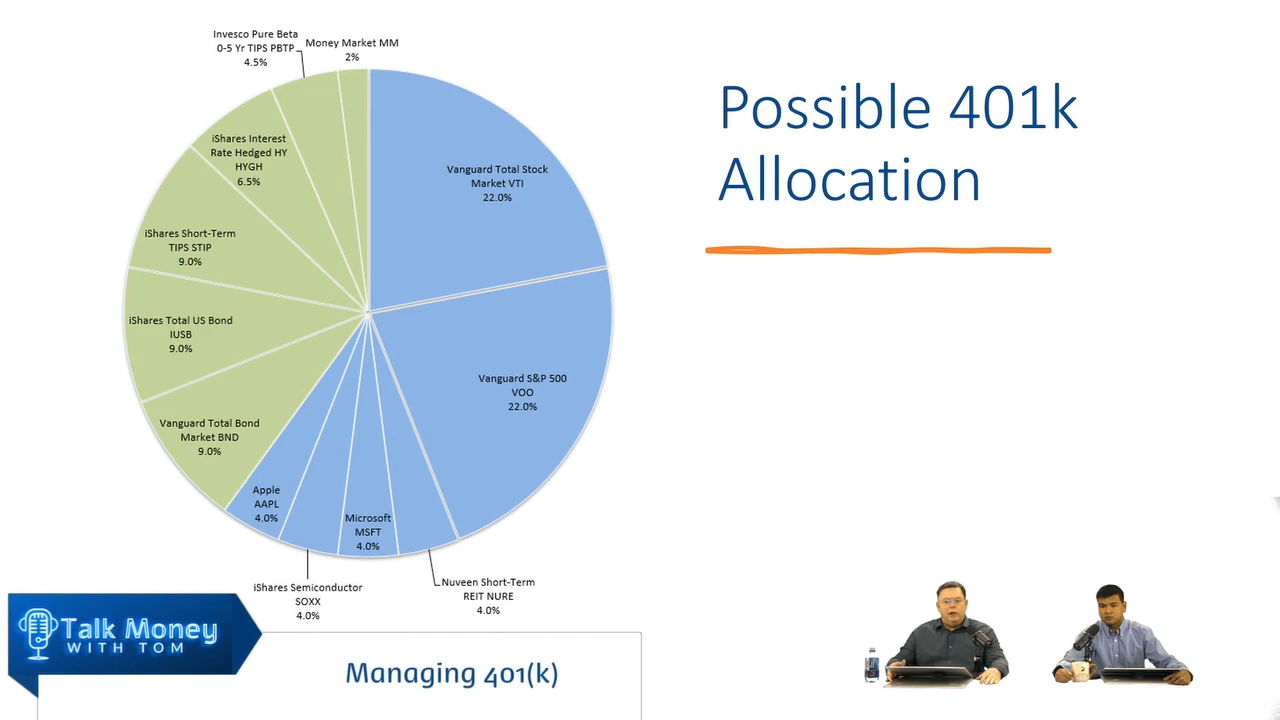 Invesco Pure Beta
0-5 Yr TIPS PBTP
4.5%
Money Market MM
2%
iShares Interest
Rate Hedged HY
HYGH
6.5%
Vanguard Total Stock
Market VTI
22.0%
iShares Short-Term
TIPS STIP
9.0%
iShares Total US Bond
IUSB
9.0%
Vanguard S&P 500
VOO
22.0%
Vanguard Total Bond
Market BND
9.0%
Apple
AAPL
4.0%
Microsoft
MSFT
4.0%
iShares Semiconductor
SOXX
4.0%
Nuveen Short-Term
REIT NURE
4.0%
Possible 401k
Allocation
Talk Money
WITH TOM
Managing 401(k)